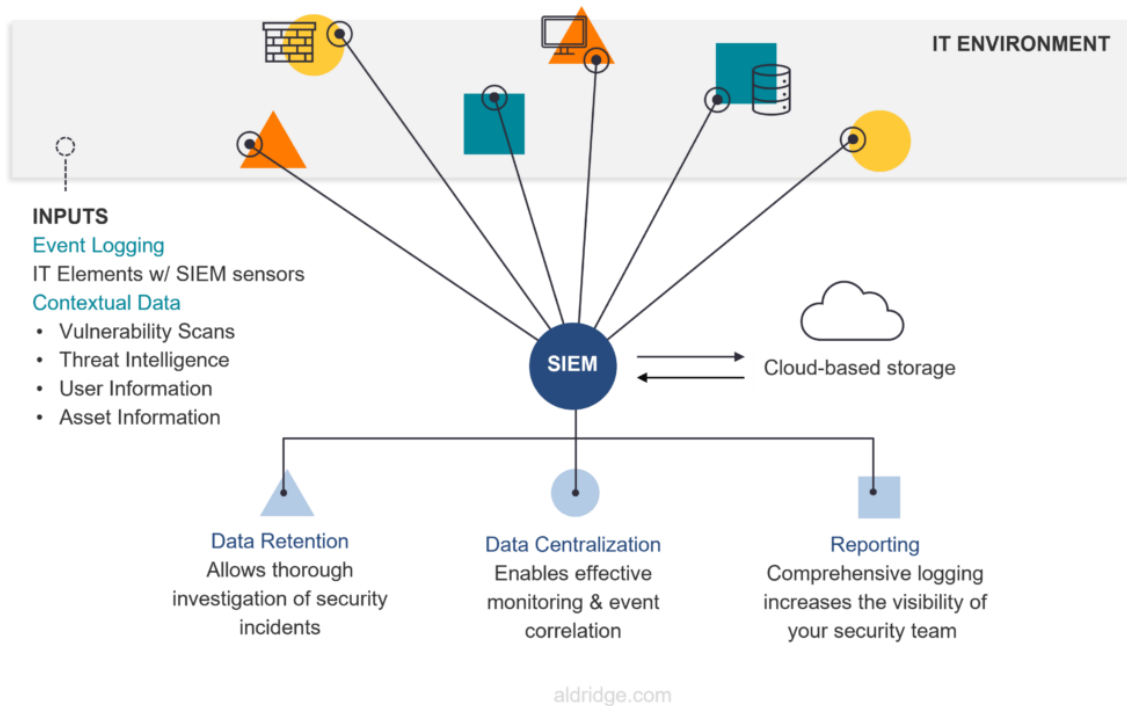 IT ENVIRONMENT
INPUTS
Event Logging
IT Elements w/ SIEM sensors
Contextual Data
• Vulnerability Scans
• Threat Intelligence
• User Information
• Asset Information
SIEM
Cloud-based storage
Data Retention
Allows thorough
investigation of security
incidents
Data Centralization
Enables effective
monitoring & event
correlation
Reporting
Comprehensive logging
increases the visibility of
your security team
aldridge.com